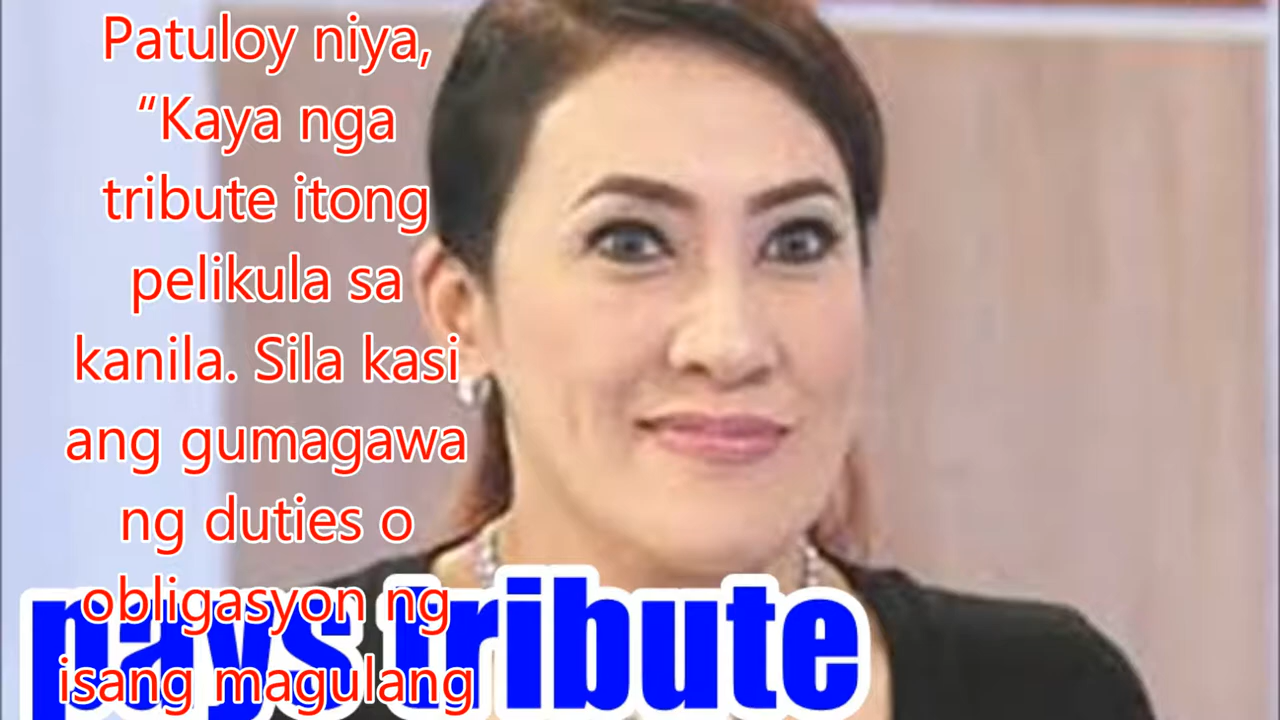 Patuloy niya,
“Kaya nga
tribute itong
pelikula sa
kanila. Sila kasi
ang gumagawa
ng duties o
obligasyon ng
isang magulang
pays tribute